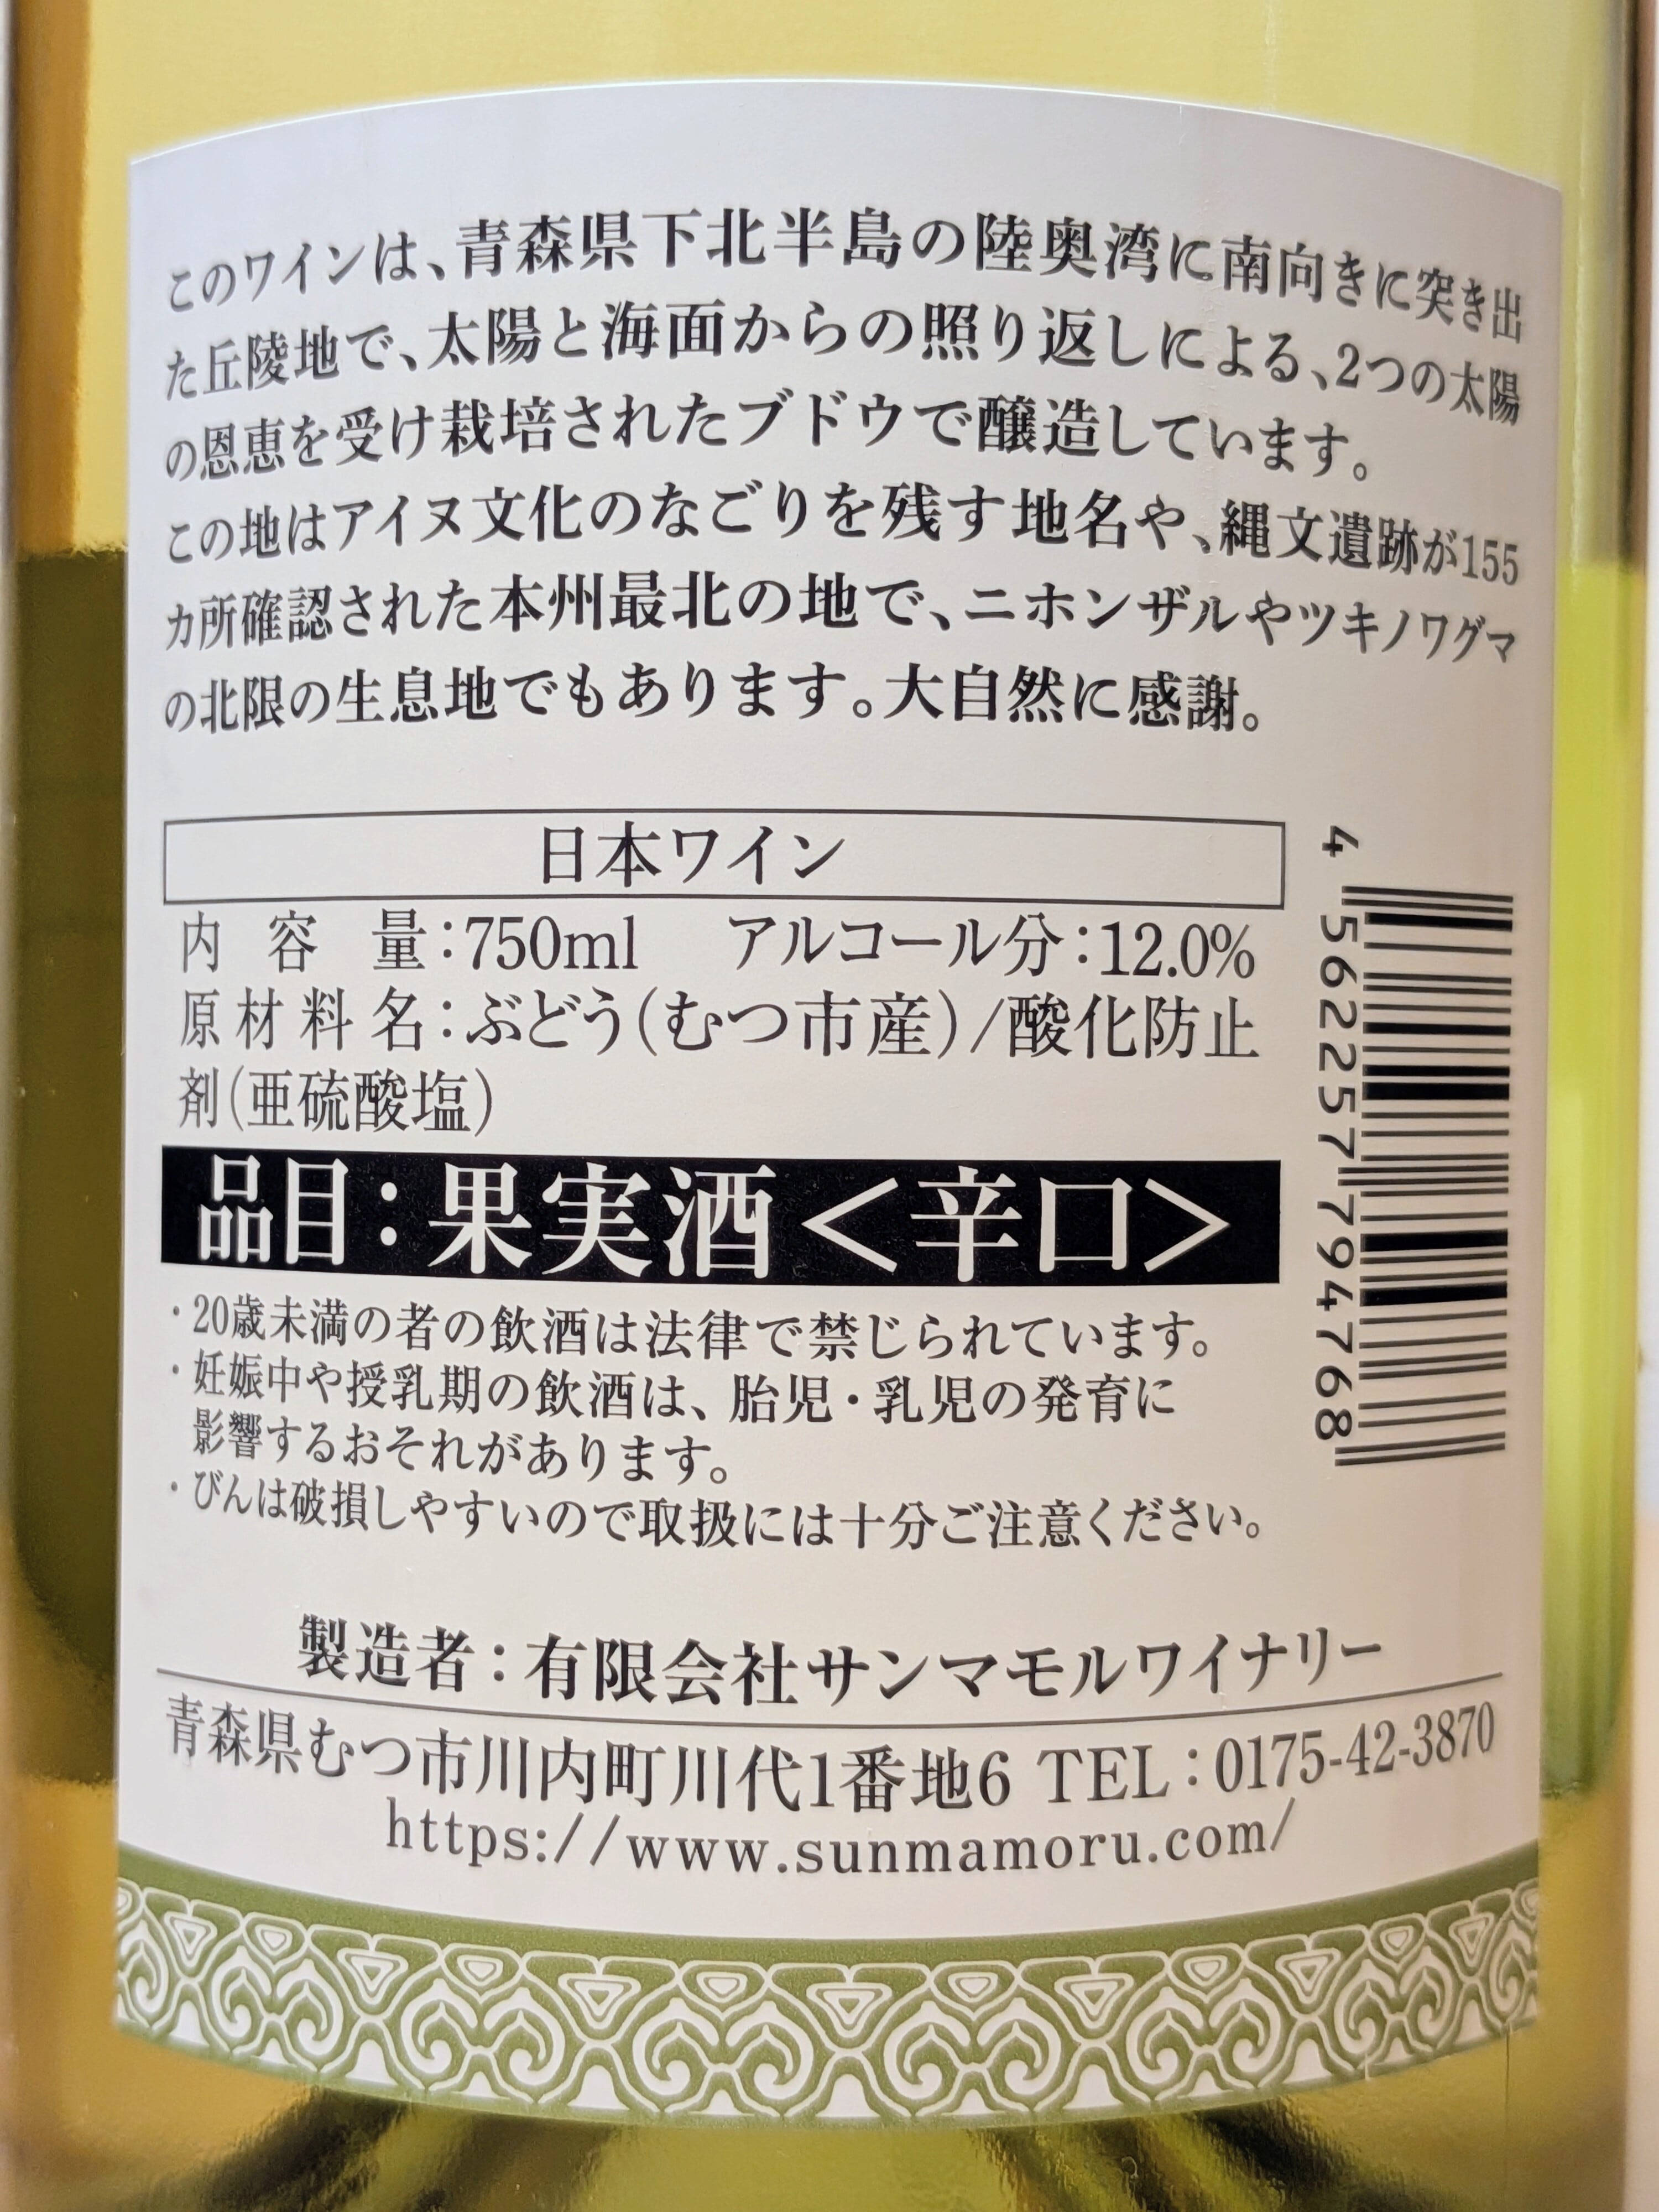 このワインは、青森県下北半島の陸奥湾に南向きに突き出
た丘陵地で、太陽と海面からの照り返しによる、2つの太陽
の恩恵を受け栽培されたブドウで醸造しています。
この地はアイヌ文化のなごりを残す地名や、縄文遺跡が155
カ所確認された本州最北の地で、ニホンザルやツキノワグマ
の北限の生息地でもあります。大自然に感謝。
日本ワイン
内容量:750ml アルコール分:12.0%
原材料名:ぶどう(むつ市産)/酸化防止
剤(亜硫酸塩)
品目:果実酒<辛口>
4562257794768
・20歳未満の者の飲酒は法律で禁じられています。
・妊娠中や授乳期の飲酒は、胎児・乳児の発育に
影響するおそれがあります。
・びんは破損しやすいので取扱には十分ご注意ください。
製造者:有限会社サンマモルワイナリー
青森県むつ市川内町川代1番地6 TEL:0175-42-3870
https://www.sunmamoru.com/